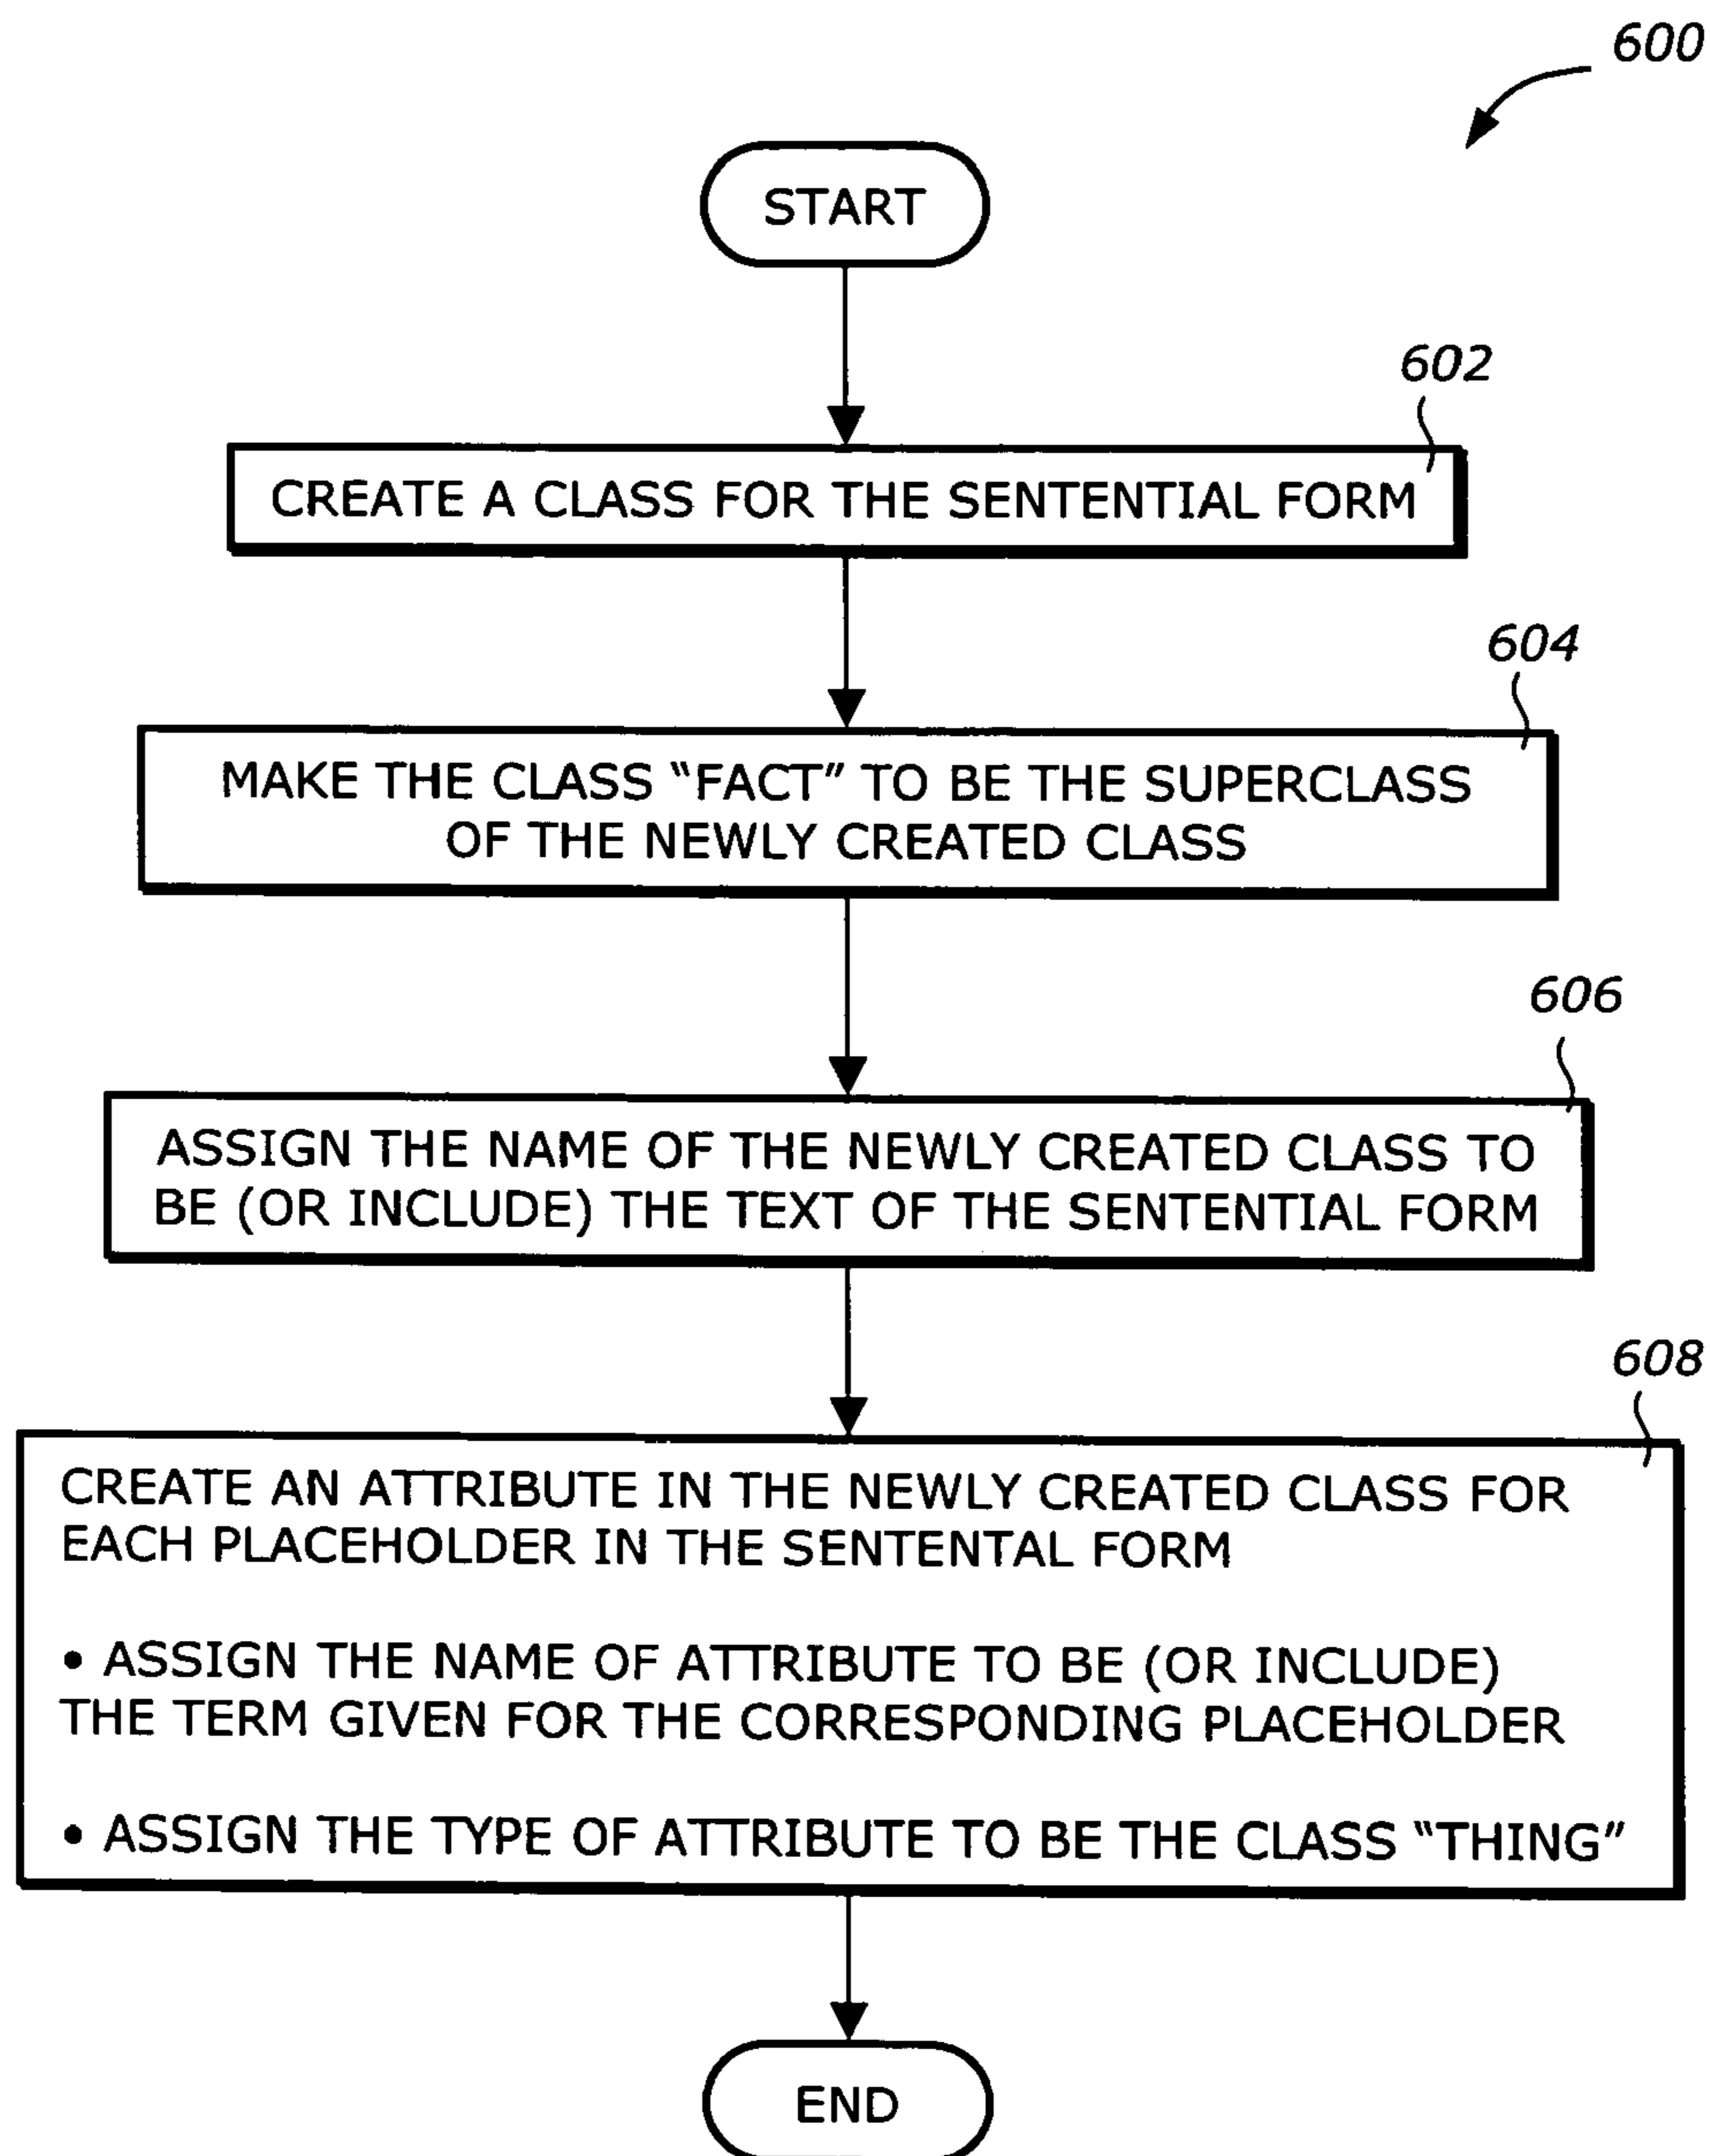 600
START
602
CREATE A CLASS FOR THE SENTENTIAL FORM
604
MAKE THE CLASS “FACT” TO BE THE SUPERCLASS
OF THE NEWLY CREATED CLASS
606
ASSIGN THE NAME OF THE NEWLY CREATED CLASS TO
BE (OR INCLUDE) THE TEXT OF THE SENTENTIAL FORM
608
CREATE AN ATTRIBUTE IN THE NEWLY CREATED CLASS FOR
EACH PLACEHOLDER IN THE SENTENTAL FORM
• ASSIGN THE NAME OF ATTRIBUTE TO BE (OR INCLUDE)
THE TERM GIVEN FOR THE CORRESPONDING PLACEHOLDER
• ASSIGN THE TYPE OF ATTRIBUTE TO BE THE CLASS “THING”
END